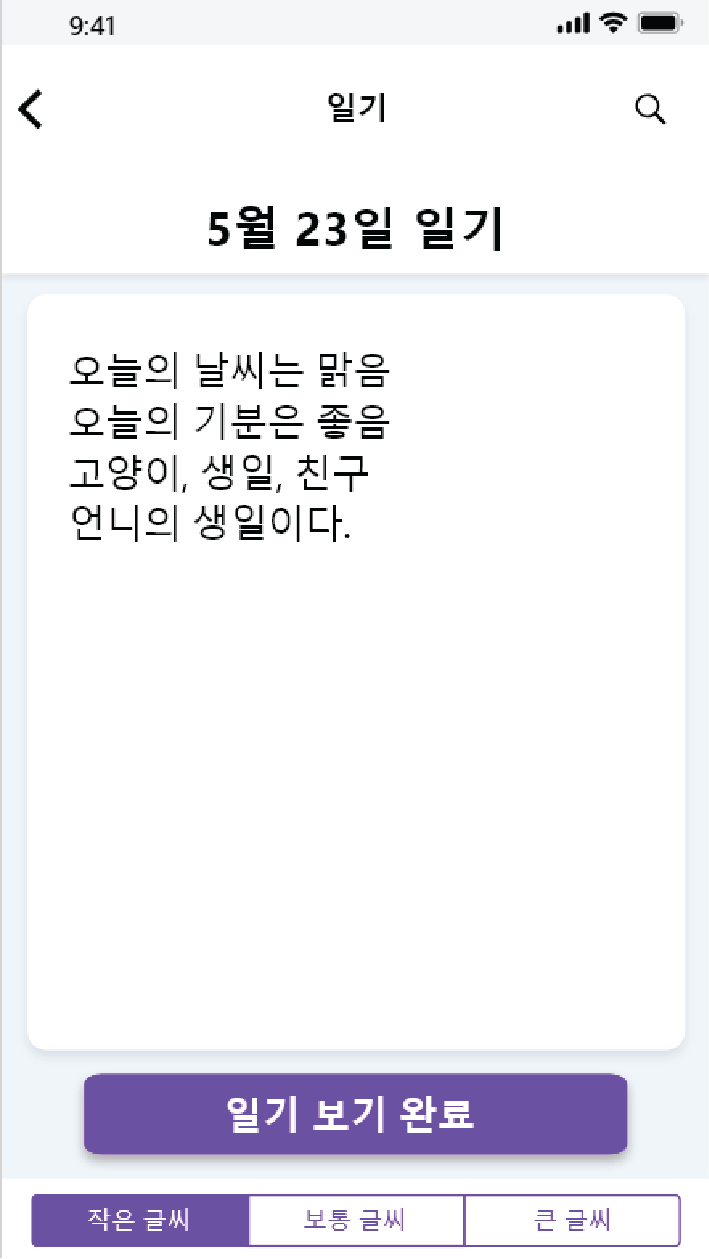 9:41
일기
5월 23일 일기
오늘의 날씨는 맑음
오늘의 기분은 좋음
고양이, 생일, 친구
언니의 생일이다.
일기 보기 완료
작은 글씨 보통 글씨 큰 글씨